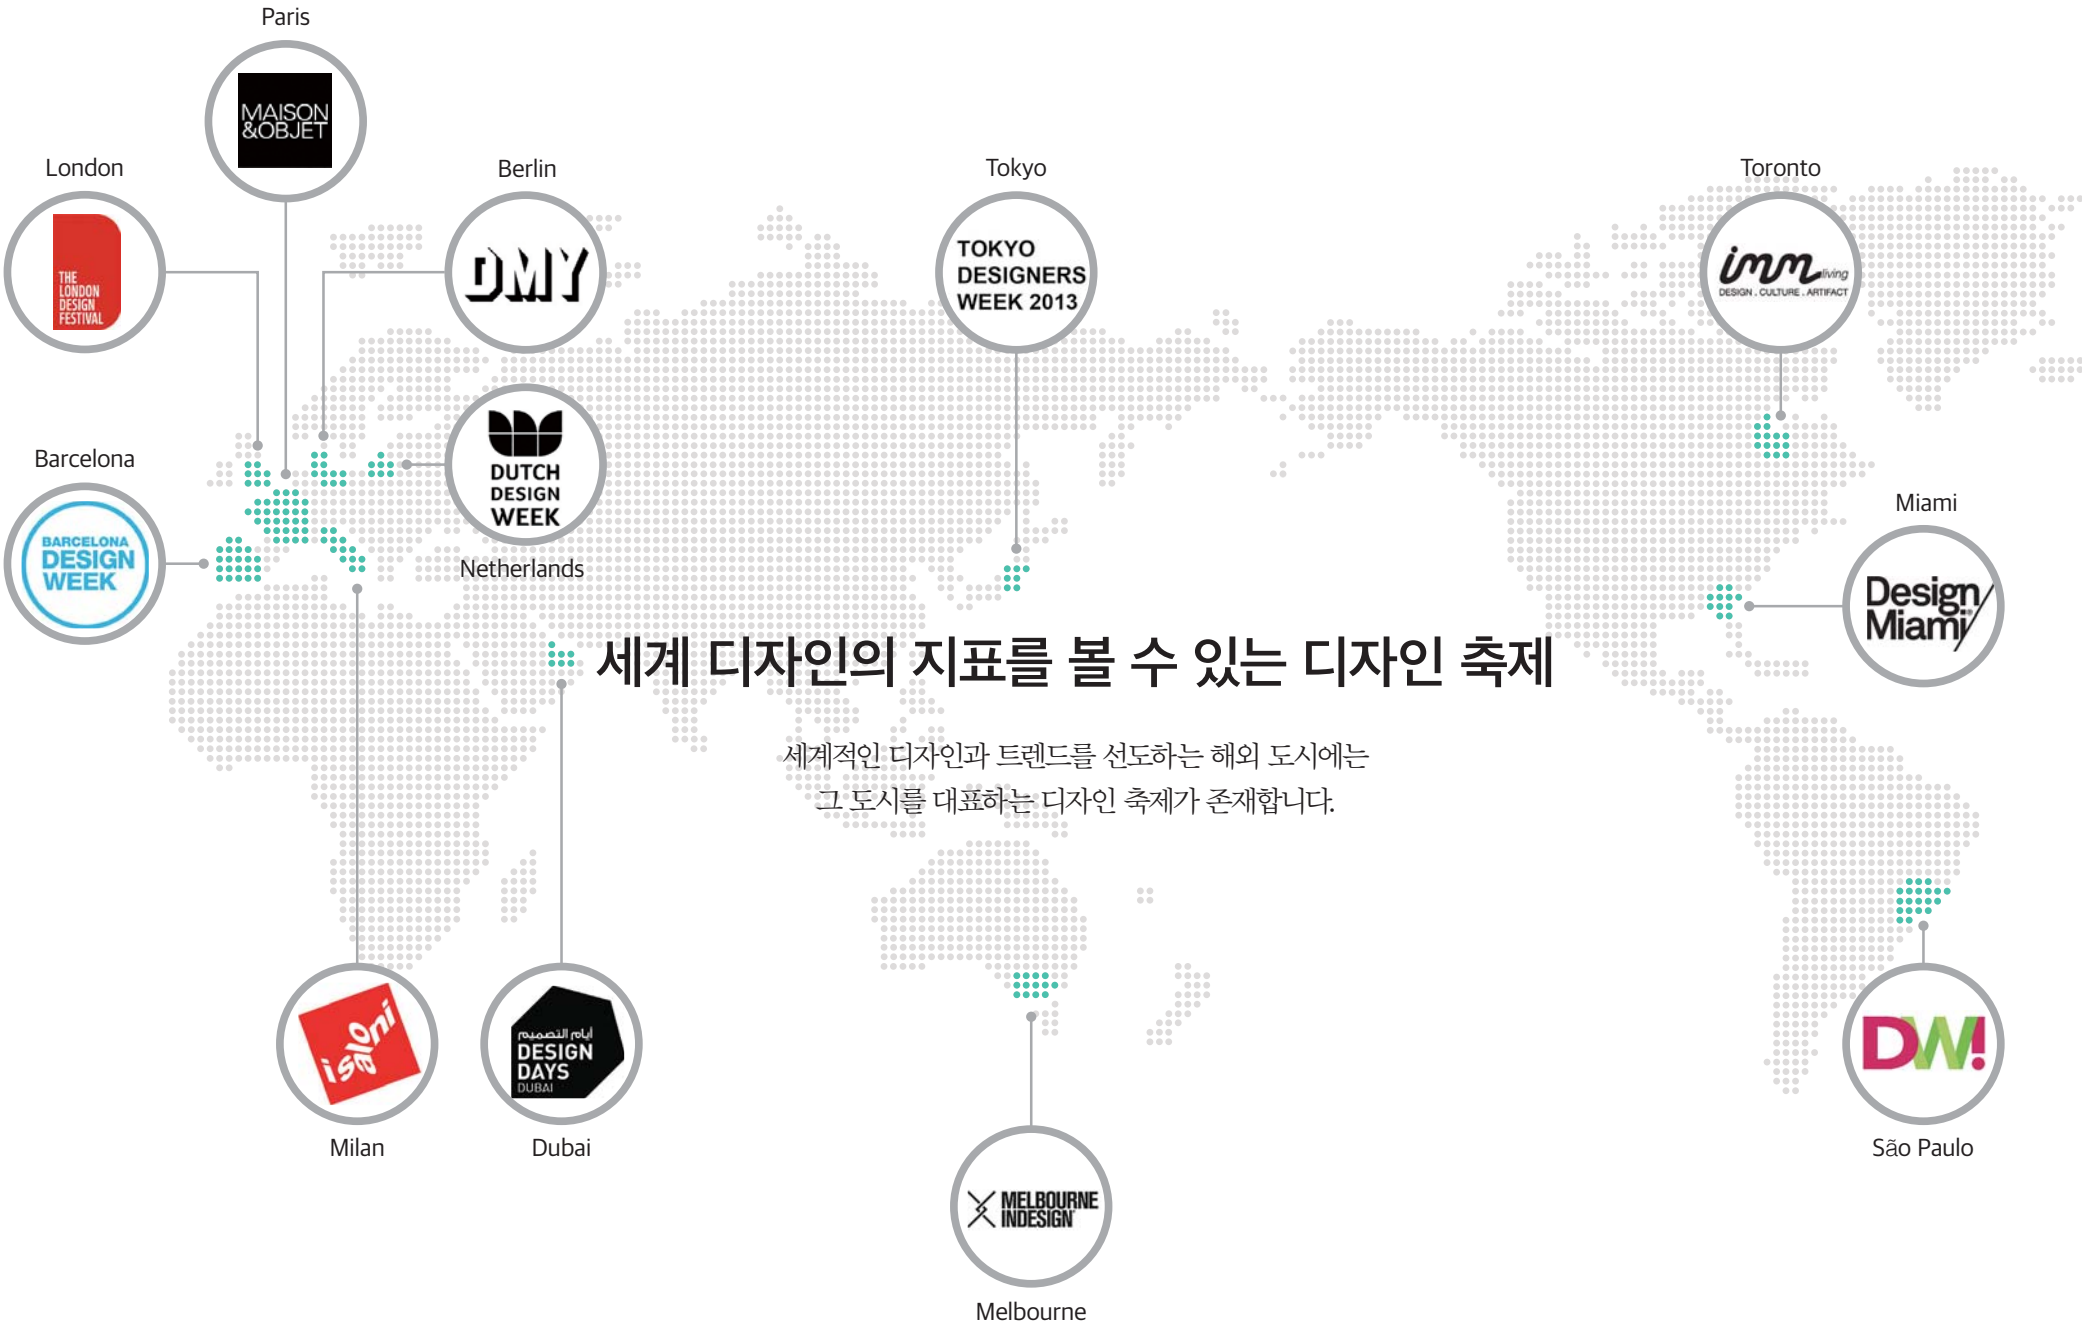 Paris
MAISON
&OBJET
London
THE
LONDON
DESIGN
FESTIVAL
Berlin
DMY
Tokyo
TOKYO
DESIGNERS
WEEK 2013
Toronto
imm living
DESIGN . CULTURE . ARTIFACT
Barcelona
BARCELONA
DESIGN
WEEK
DUTCH
DESIGN
WEEK
Netherlands
Miami
Design/
Miami/
세계 디자인의 지표를 볼 수 있는 디자인 축제
세계적인 디자인과 트렌드를 선도하는 해외 도시에는
그 도시를 대표하는 디자인 축제가 존재합니다.
i saloni
Milan
أيام التصميم
DESIGN
DAYS
DUBAI
Dubai
MELBOURNE
INDESIGN
Melbourne
DW!
São Paulo